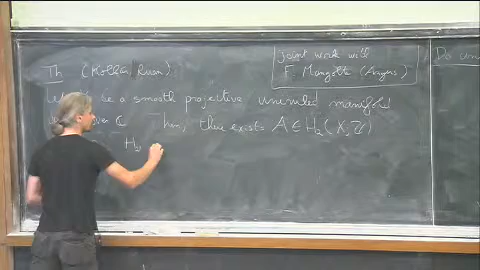 Th (Kollár, Ruan)
joint work with
F. Mangolte (Angers)
be a smooth projective uniruled manifold
over C Then, there exists A ∈ H₂(X, Z)
H₂
Do